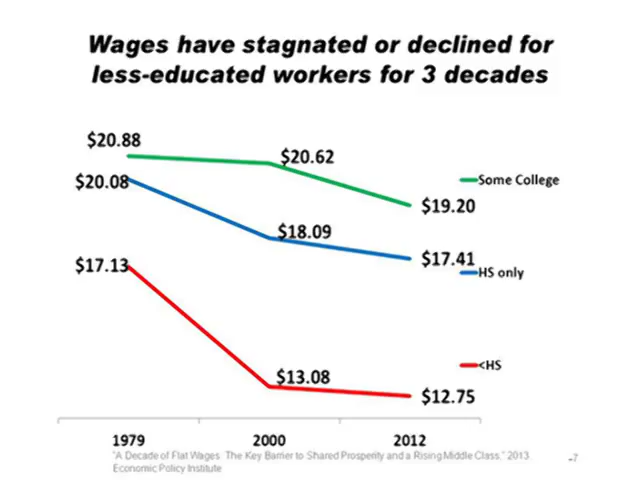 Wages have stagnated or declined for
less-educated workers for 3 decades
$20.88
$20.62
$20.08
Some College
$19.20
$18.09
$17.41
$17.13
HS only
$13.08
<HS
$12.75
1979 2000 2012
"A Decade of Flat Wages: The Key Barrier to Shared Prosperity and a Rising Middle Class." 2013
Economic Policy Institute
-7